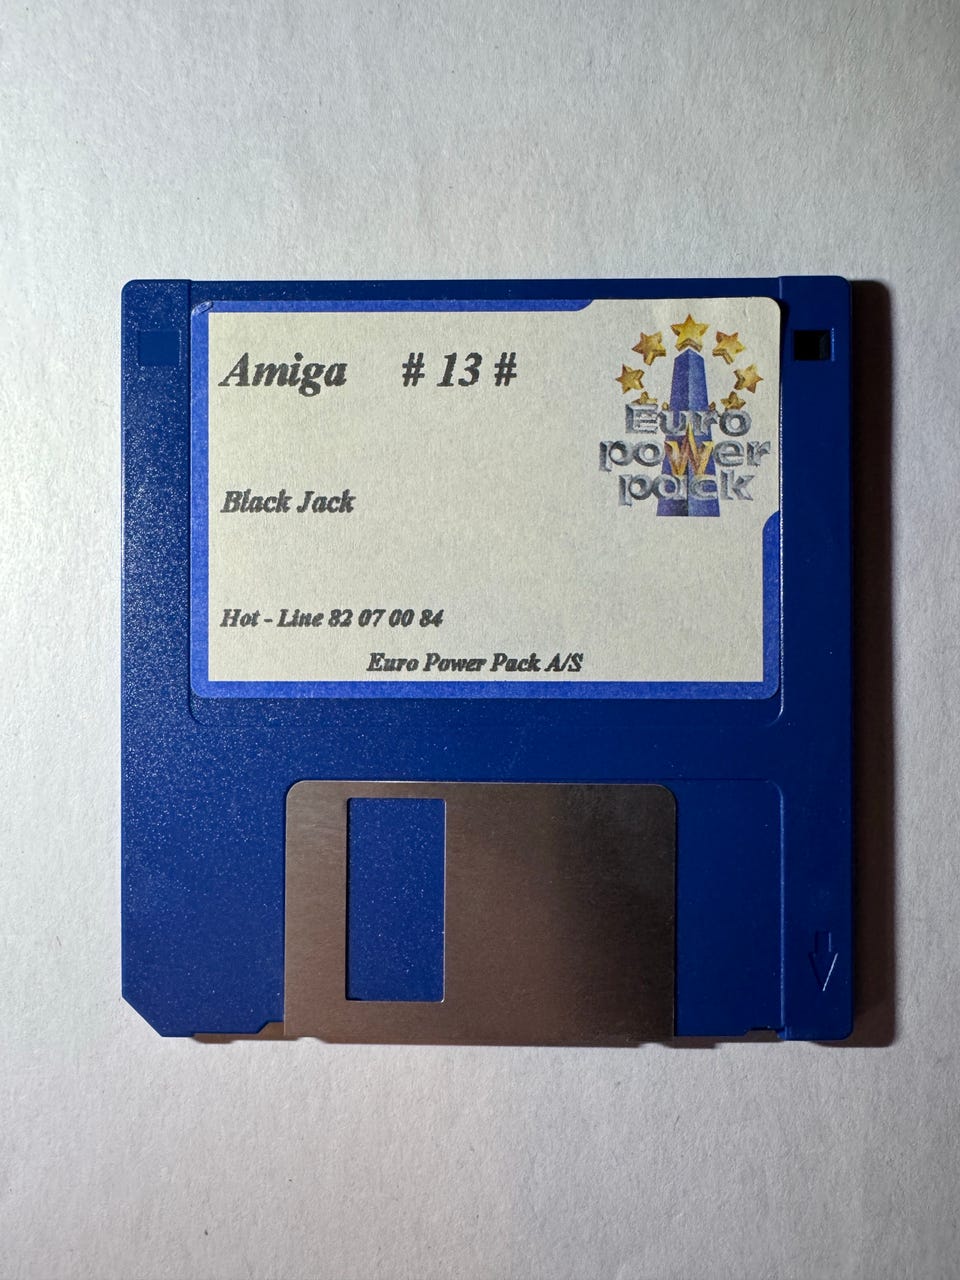 Amiga # 13 #
Euro
power
pack
Black Jack
Hot - Line 82 07 00 84
Euro Power Pack A/S